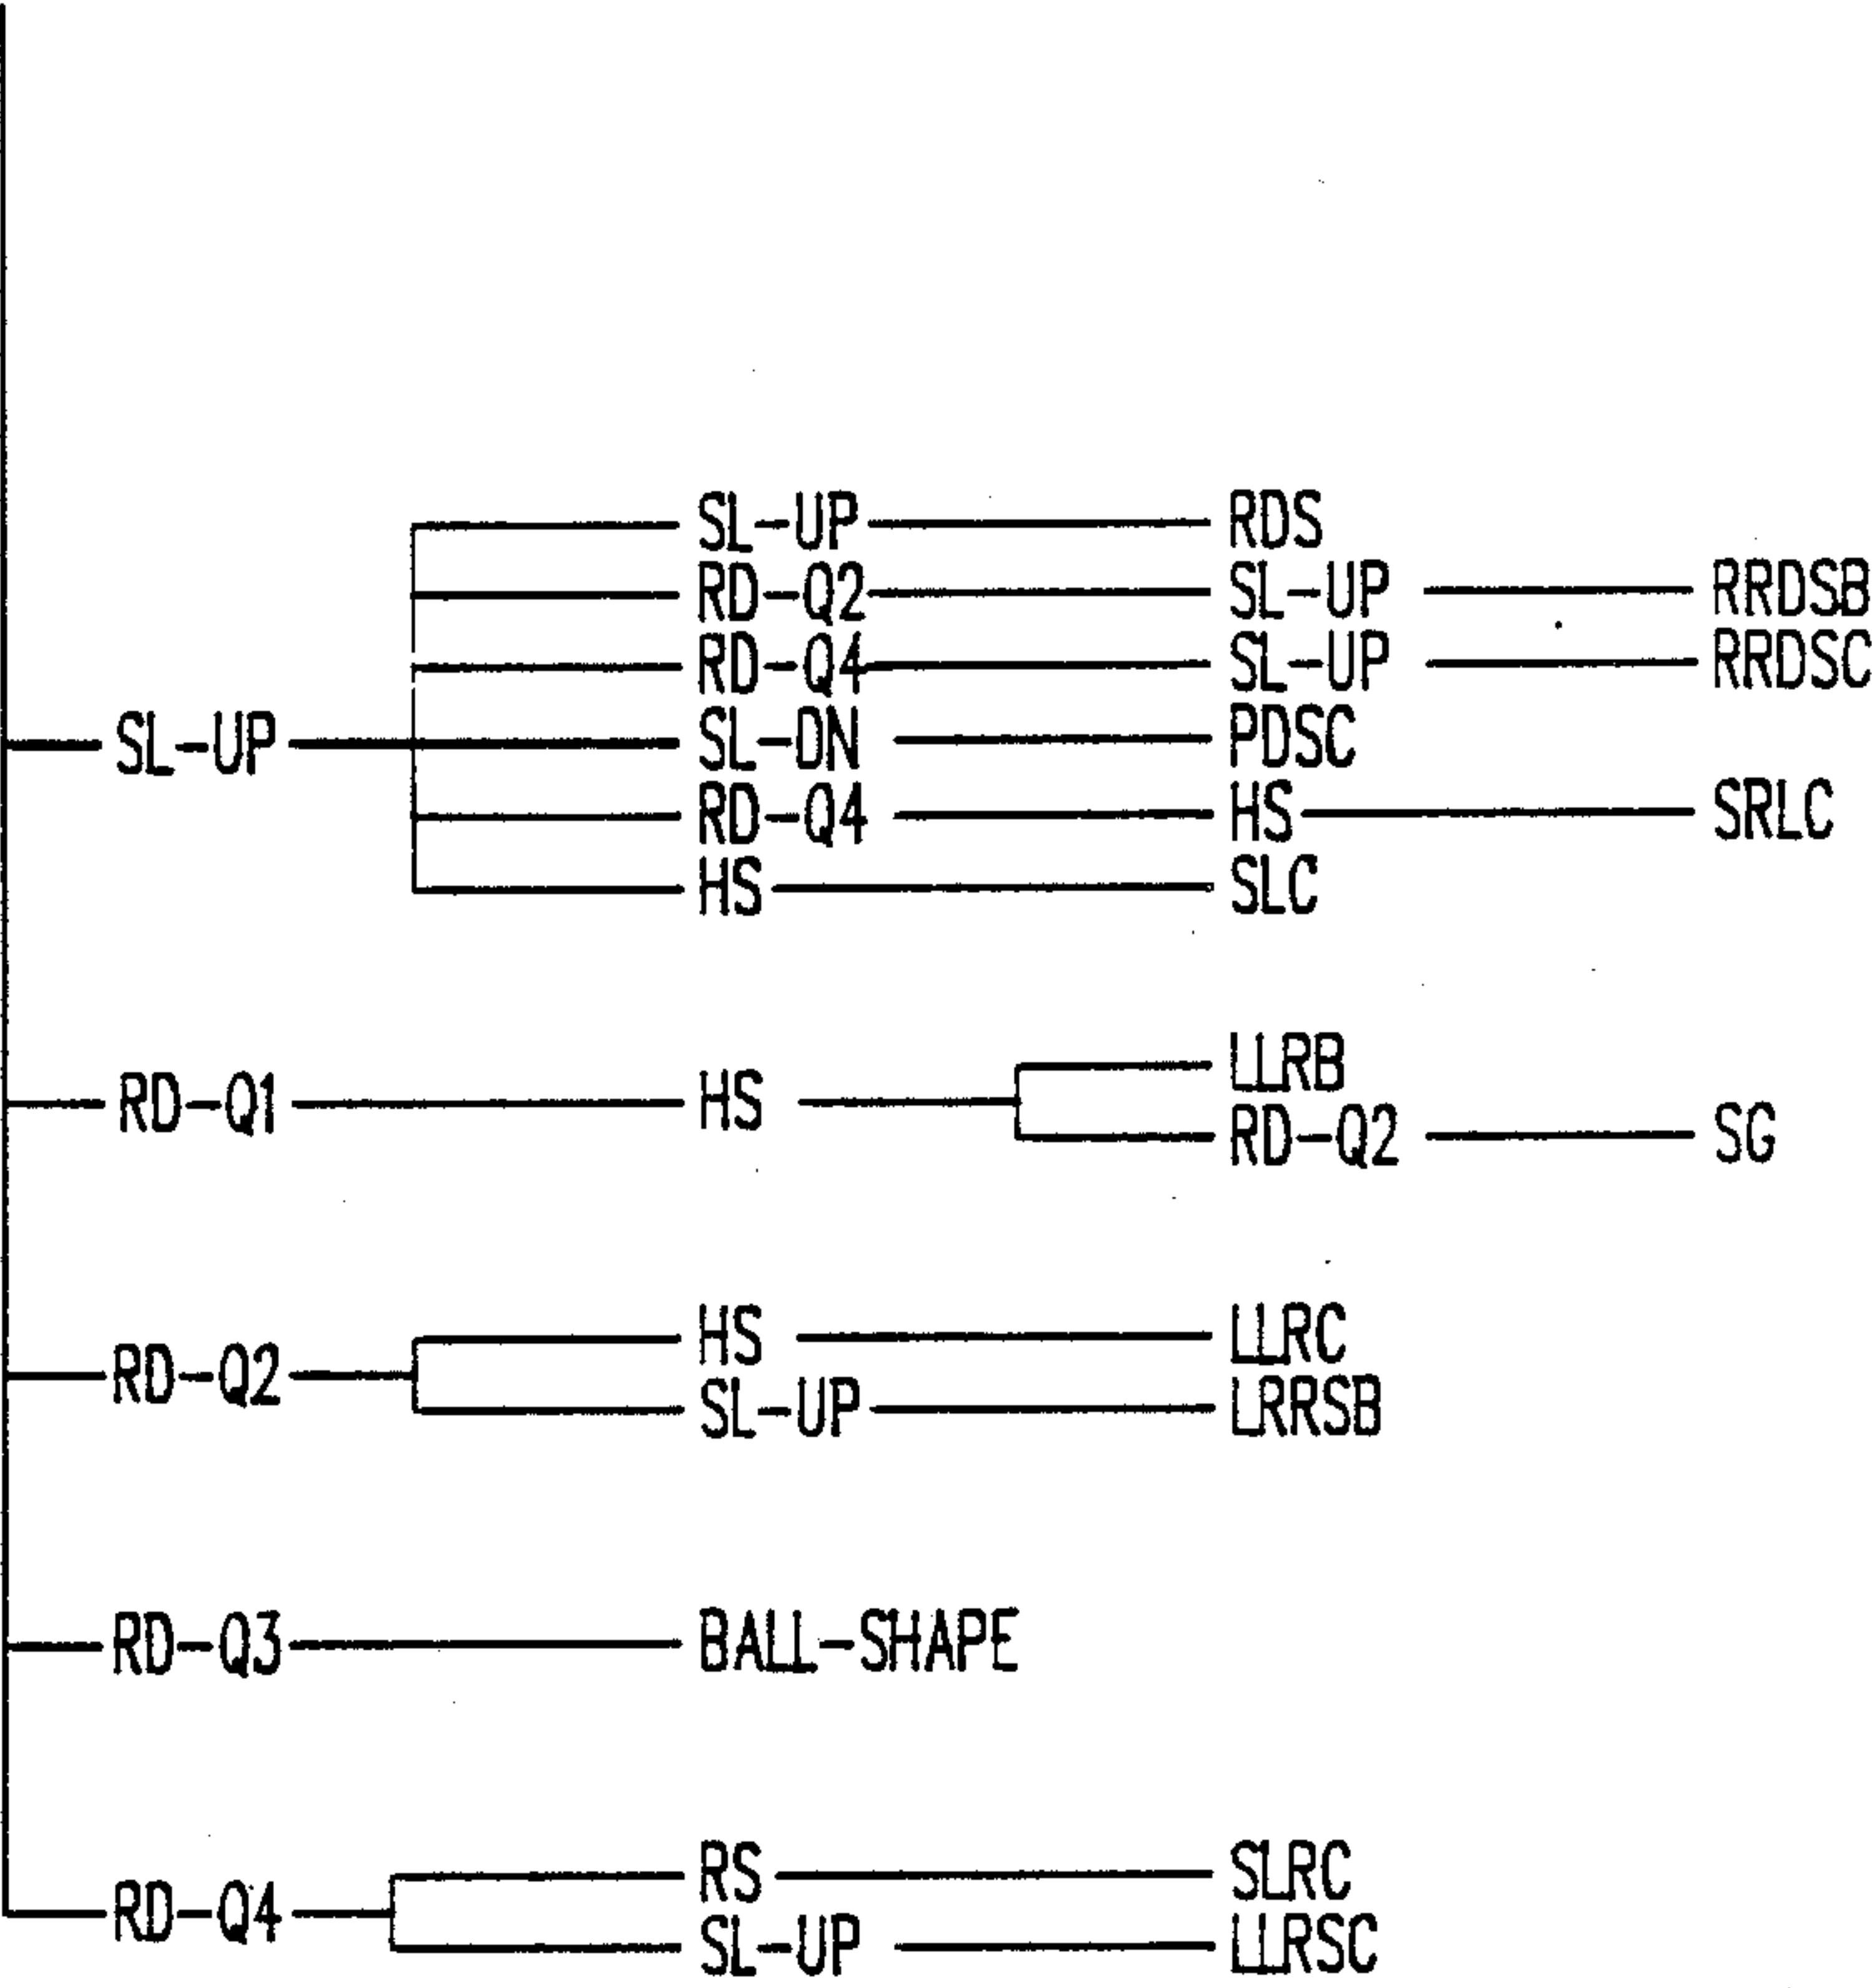 SL-UP RDS
RD-Q2 SL-UP RRDSB
RD-Q4 SL-UP RRDSC
SL-UP SL-DN PDSC
RD-Q4 HS SRLC
HS SLC
LLRB
RD-Q1 HS
RD-Q2 SG
HS LLRC
RD-Q2
SL-UP LRRSB
RD-Q3 BALL-SHAPE
RS SLRC
RD-Q4
SL-UP LLRSC